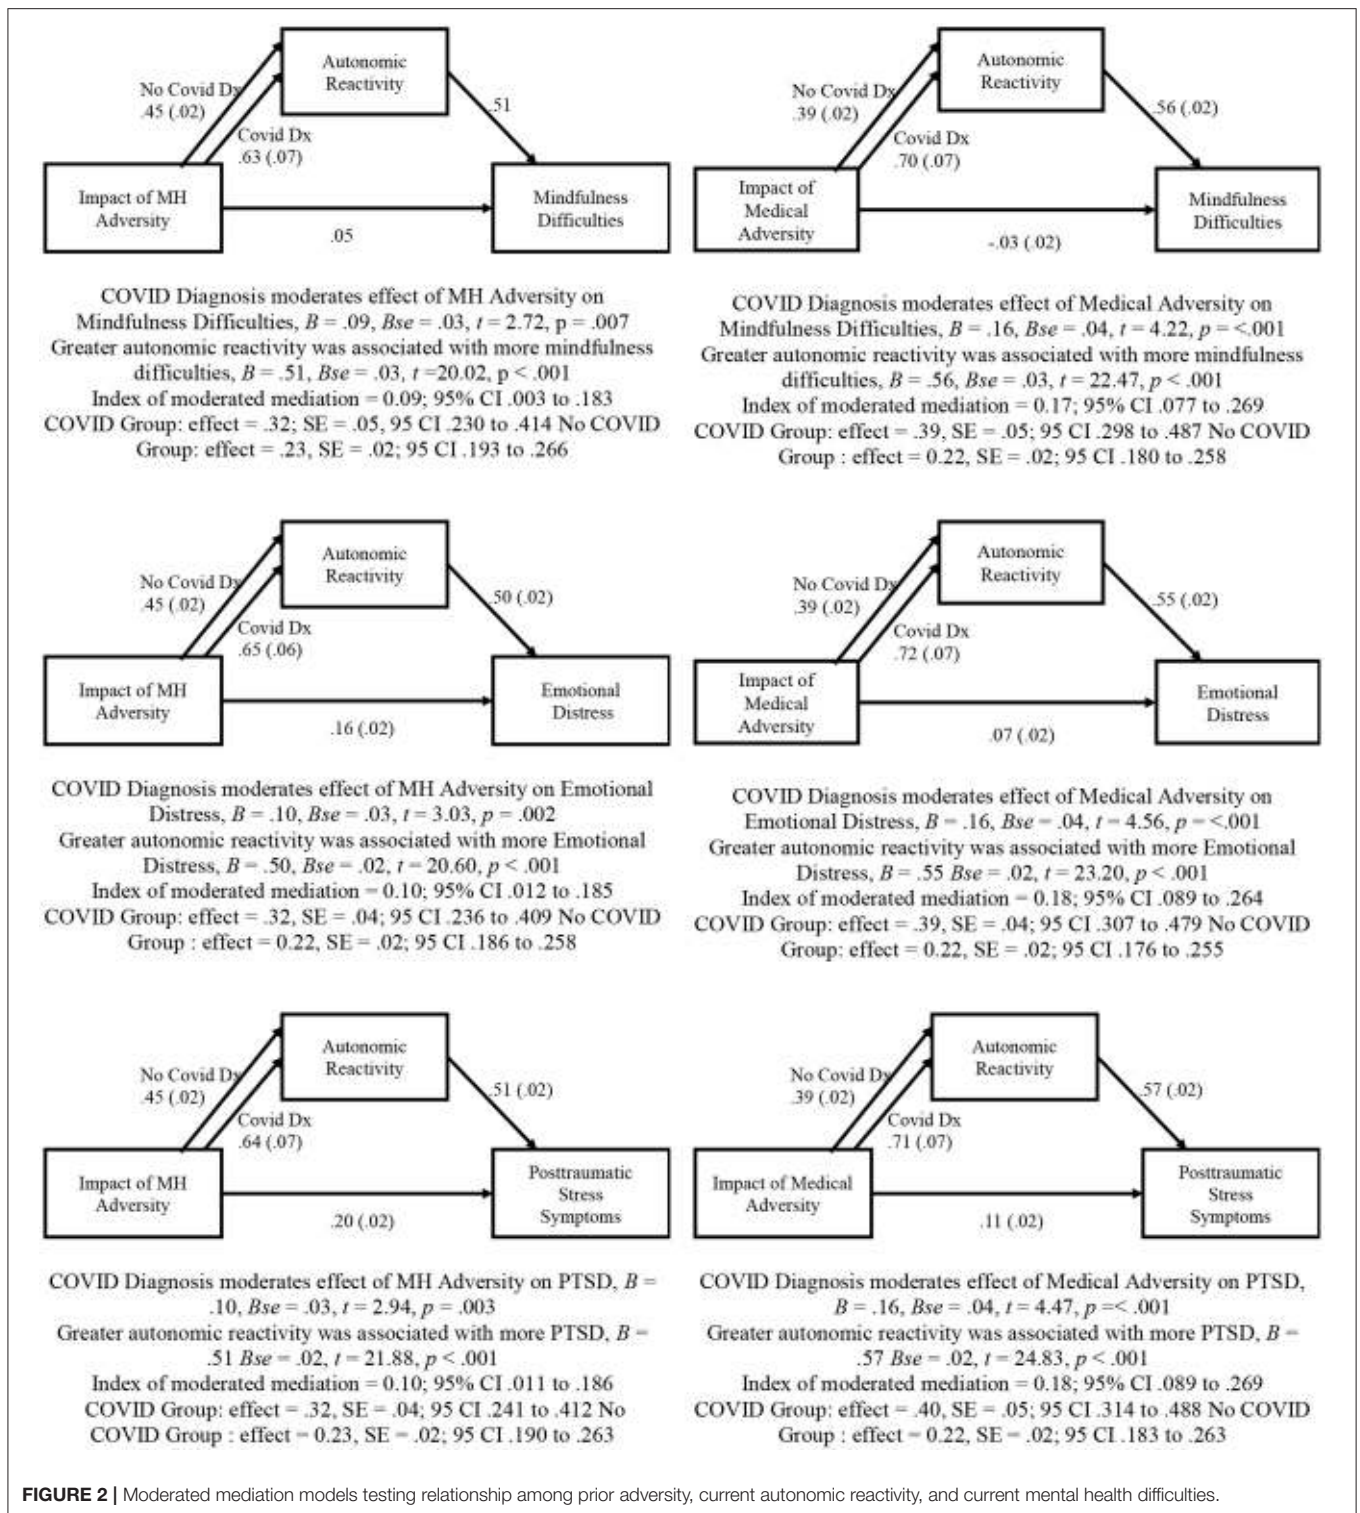 Autonomic
Reactivity
No Covid Dx
.45 (.02)
Covid Dx
.63 (.07)
.51
Impact of MH
Adversity
Mindfulness
Difficulties
.05
COVID Diagnosis moderates effect of MH Adversity on
Mindfulness Difficulties, B = .09, Bse = .03, t = 2.72, p = .007
Greater autonomic reactivity was associated with more mindfulness
difficulties, B = .51, Bse = .03, t =20.02, p < .001
Index of moderated mediation = 0.09; 95% CI .003 to .183
COVID Group: effect = .32; SE = .05, 95 CI .230 to .414 No COVID
Group: effect = .23, SE = .02; 95 CI .193 to .266
Autonomic
Reactivity
No Covid Dx
.39 (.02)
Covid Dx
.70 (.07)
.56 (.02)
Impact of
Medical
Adversity
Mindfulness
Difficulties
-.03 (.02)
COVID Diagnosis moderates effect of Medical Adversity on
Mindfulness Difficulties, B = .16, Bse = .04, t = 4.22, p = <.001
Greater autonomic reactivity was associated with more mindfulness
difficulties, B = .56, Bse = .03, t = 22.47, p < .001
Index of moderated mediation = 0.17; 95% CI .077 to .269
COVID Group: effect = .39, SE = .05; 95 CI .298 to .487 No COVID
Group : effect = 0.22, SE = .02; 95 CI .180 to .258
Autonomic
Reactivity
No Covid Dx
.45 (.02)
Covid Dx
.65 (.06)
.50 (.02)
Impact of MH
Adversity
Emotional
Distress
.16 (.02)
COVID Diagnosis moderates effect of MH Adversity on Emotional
Distress, B = .10, Bse = .03, t = 3.03, p = .002
Greater autonomic reactivity was associated with more Emotional
Distress, B = .50, Bse = .02, t = 20.60, p < .001
Index of moderated mediation = 0.10; 95% CI .012 to .185
COVID Group: effect = .32, SE = .04; 95 CI .236 to .409 No COVID
Group : effect = 0.22, SE = .02; 95 CI .186 to .258
Autonomic
Reactivity
No Covid Dx
.39 (.02)
Covid Dx
.72 (.07)
.55 (.02)
Impact of
Medical
Adversity
Emotional
Distress
.07 (.02)
COVID Diagnosis moderates effect of Medical Adversity on
Emotional Distress, B = .16, Bse = .04, t = 4.56, p = <.001
Greater autonomic reactivity was associated with more Emotional
Distress, B = .55 Bse = .02, t = 23.20, p < .001
Index of moderated mediation = 0.18; 95% CI .089 to .264
COVID Group: effect = .39, SE = .04; 95 CI .307 to .479 No COVID
Group: effect = 0.22, SE = .02; 95 CI .176 to .255
Autonomic
Reactivity
No Covid Dx
.45 (.02)
Covid Dx
.64 (.07)
.51 (.02)
Impact of MH
Adversity
Posttraumatic
Stress
Symptoms
.20 (.02)
COVID Diagnosis moderates effect of MH Adversity on PTSD, B =
.10, Bse = .03, t = 2.94, p = .003
Greater autonomic reactivity was associated with more PTSD, B =
.51 Bse = .02, t = 21.88, p < .001
Index of moderated mediation = 0.10; 95% CI .011 to .186
COVID Group: effect = .32, SE = .04; 95 CI .241 to .412 No
COVID Group : effect = 0.23, SE = .02; 95 CI .190 to .263
Autonomic
Reactivity
No Covid Dx
.39 (.02)
Covid Dx
.71 (.07)
.57 (.02)
Impact of Medical
Adversity
Posttraumatic
Stress
Symptoms
.11 (.02)
COVID Diagnosis moderates effect of Medical Adversity on PTSD,
B = .16, Bse = .04, t = 4.47, p =< .001
Greater autonomic reactivity was associated with more PTSD, B =
.57 Bse = .02, t = 24.83, p < .001
Index of moderated mediation = 0.18; 95% CI .089 to .269
COVID Group: effect = .40, SE = .05; 95 CI .314 to .488 No COVID
Group : effect = 0.22, SE = .02; 95 CI .183 to .263
FIGURE 2 | Moderated mediation models testing relationship among prior adversity, current autonomic reactivity, and current mental health difficulties.